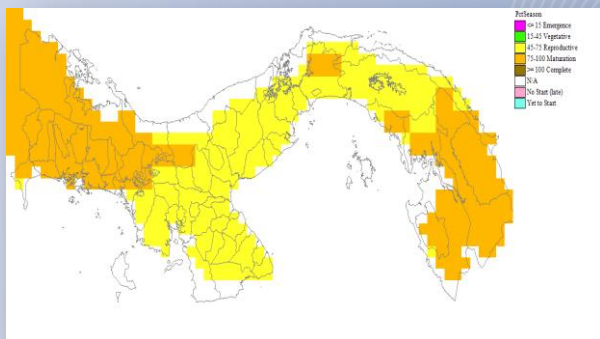 PctSeason
<= 15 Emergence
15-45 Vegetative
45-75 Reproductive
75-100 Maturation
>= 100 Complete
N/A
No Start (late)
Yet to Start